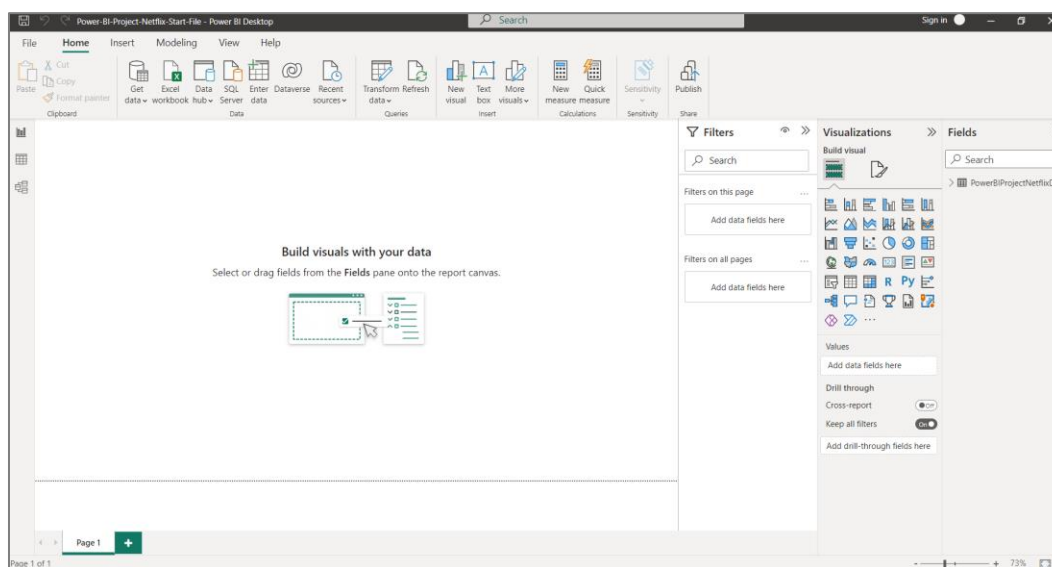 Power-BI-Project-Netflix-Start-File - Power BI Desktop
Search
Sign in
File Home Insert Modeling View Help
Paste
Cut
Copy
Format painter
Clipboard
Get data
Excel workbook
Data hub
SQL Server
Enter data
Dataverse
Recent sources
Data
Transform data
Refresh
Queries
New visual
Text box
More visuals
Insert
New measure
Quick measure
Calculations
Sensitivity
Sensitivity
Publish
Share
Build visuals with your data
Select or drag fields from the Fields pane onto the report canvas.
Filters
Search
Filters on this page
Add data fields here
Filters on all pages
Add data fields here
Visualizations
Build visual
R Py
Values
Add data fields here
Drill through
Cross-report
Off
Keep all filters
On
Add drill-through fields here
Fields
Search
PowerBIProjectNetflixD
Page 1
Page 1 of 1
73%